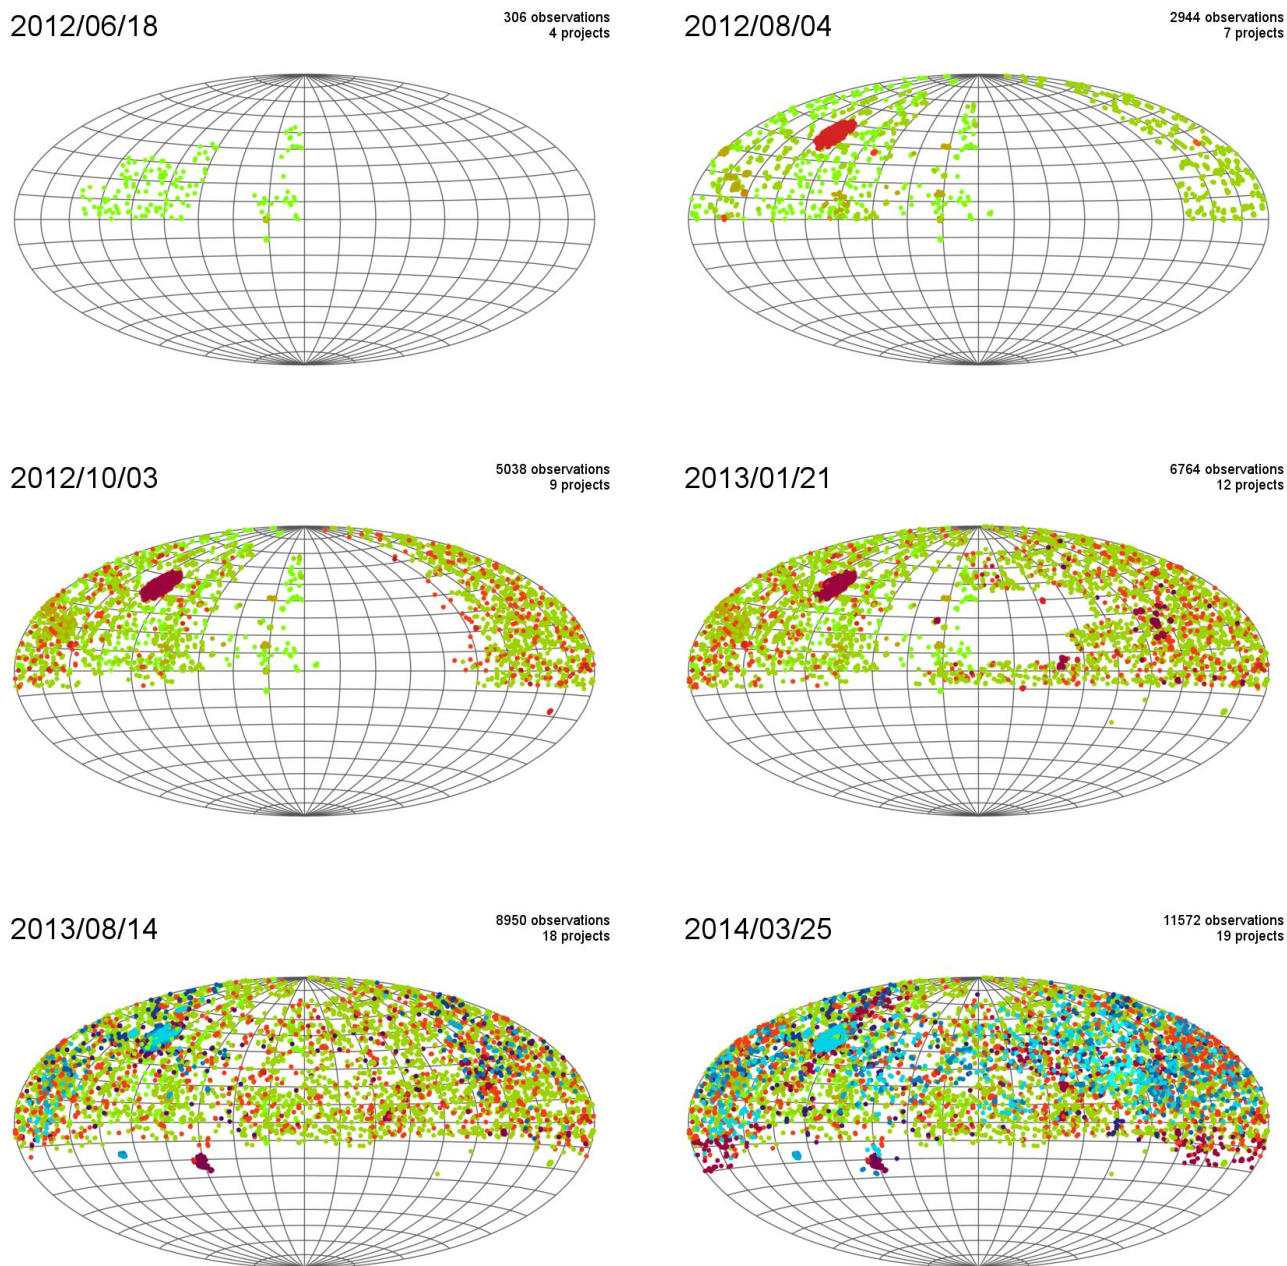 2012/06/18
306 observations
4 projects
2012/08/04
2944 observations
7 projects
2012/10/03
5038 observations
9 projects
2013/01/21
6764 observations
12 projects
2013/08/14
8950 observations
18 projects
2014/03/25
11572 observations
19 projects